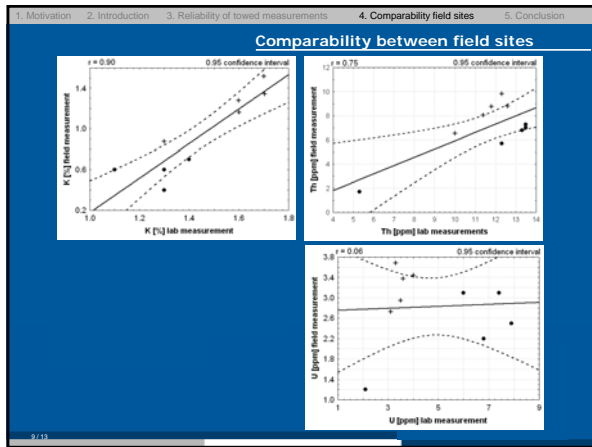 1. Motivation 2. Introduction 3. Reliability of towed measurements 4. Comparability field sites 5. Conclusion
Comparability between field sites
r = 0.90 0.95 confidence interval
K [%] field measurement
1.4
1.0
0.6
0.2
1.0 1.2 1.4 1.6 1.8
K [%] lab measurement
r = 0.75 0.95 confidence interval
Th [ppm] field measurement
12
10
8
6
4
2
0
4 5 6 7 8 9 10 11 12 13 14
Th [ppm] lab measurements
r = 0.06 0.95 confidence interval
U [ppm] field measurement
3.8
3.4
3.0
2.6
2.2
1.8
1.4
1.0
1 3 5 7 9
U [ppm] lab measurement
9 / 13